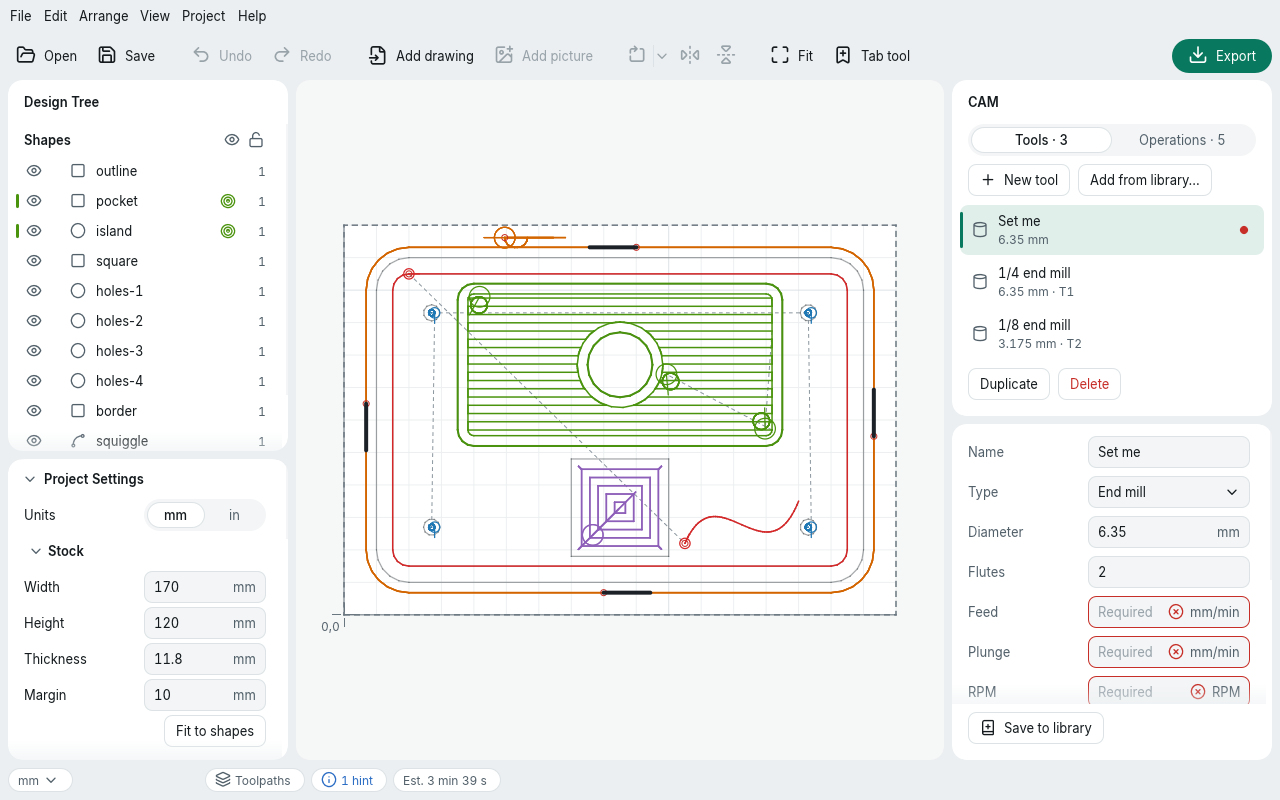 File Edit Arrange View Project Help
Open Save Undo Redo Add drawing Add picture Fit Tab tool Export
Design Tree
Shapes
outline 1
pocket 1
island 1
square 1
holes-1 1
holes-2 1
holes-3 1
holes-4 1
border 1
squiggle 1
Project Settings
Units mm in
Stock
Width 170 mm
Height 120 mm
Thickness 11.8 mm
Margin 10 mm
Fit to shapes
0,0
CAM
Tools · 3 Operations · 5
New tool Add from library...
Set me
6.35 mm
1/4 end mill
6.35 mm · T1
1/8 end mill
3.175 mm · T2
Duplicate Delete
Name Set me
Type End mill
Diameter 6.35 mm
Flutes 2
Feed Required mm/min
Plunge Required mm/min
RPM Required RPM
Save to library
mm Toolpaths 1 hint Est. 3 min 39 s